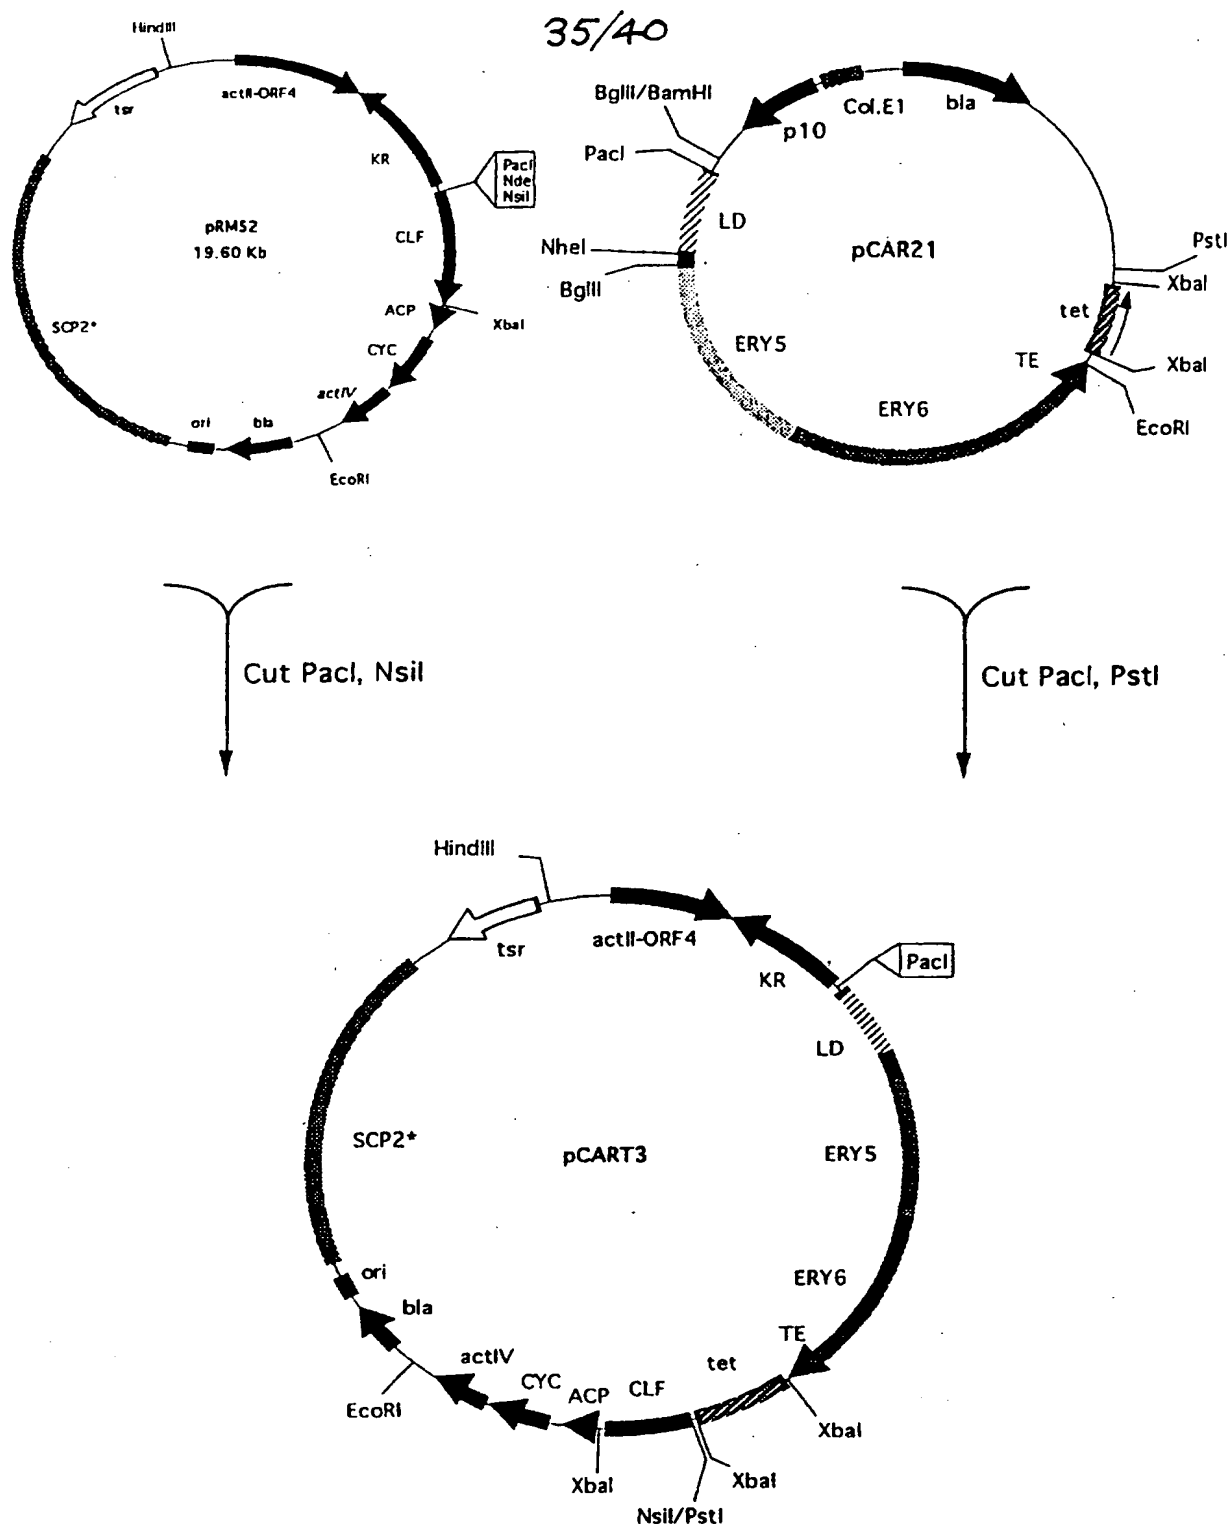 35/40
HindIII
actII-ORF4
tsr
KR
PacI
Nde
NsiI
pRM52
19.60 Kb
CLF
ACP
XbaI
SCP2*
CYC
actIV
ori
bla
EcoRI
BglII/BamHI
PacI
p10
Col.E1
bla
LD
NheI
BglII
pCAR21
PstI
XbaI
tet
ERY5
TE
XbaI
ERY6
EcoRI
Cut PacI, NsiI
Cut PacI, PstI
HindIII
tsr
actII-ORF4
KR
PacI
LD
SCP2*
pCART3
ERY5
ori
ERY6
bla
TE
actIV
tet
CYC
ACP
CLF
EcoRI
XbaI
XbaI
XbaI
NsiI/PstI